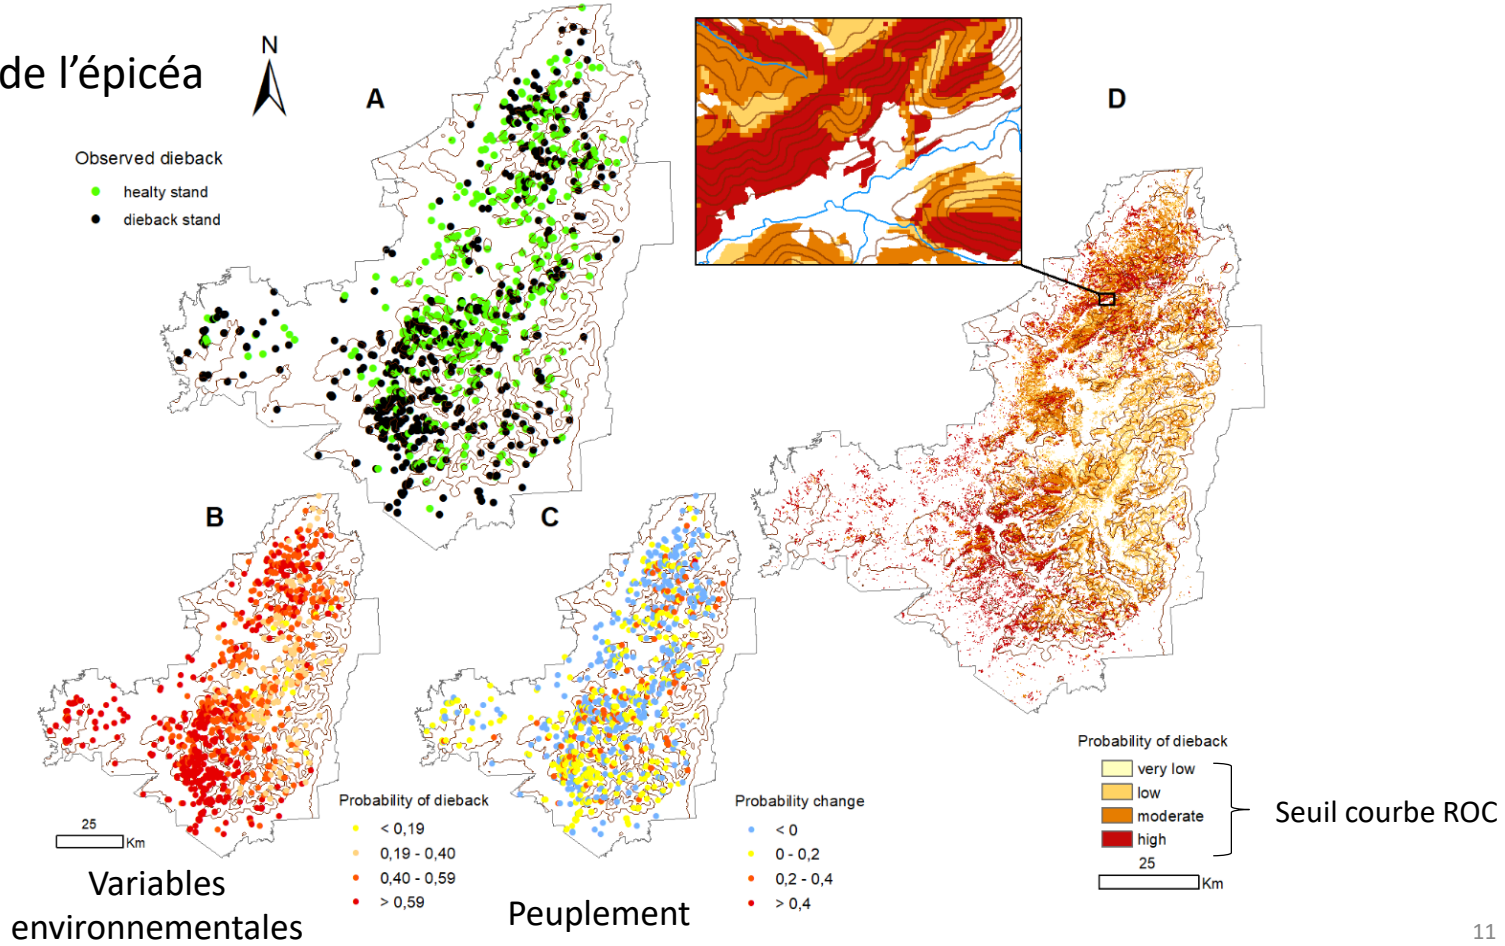 de l’épicéa
N
A
Observed dieback
healty stand
dieback stand
D
B
C
25
Km
Probability of dieback
< 0,19
0,19 - 0,40
0,40 - 0,59
> 0,59
Variables
environnementales
Probability change
< 0
0 - 0,2
0,2 - 0,4
> 0,4
Peuplement
Probability of dieback
very low
low
moderate
high
25
Km
Seuil courbe ROC
11